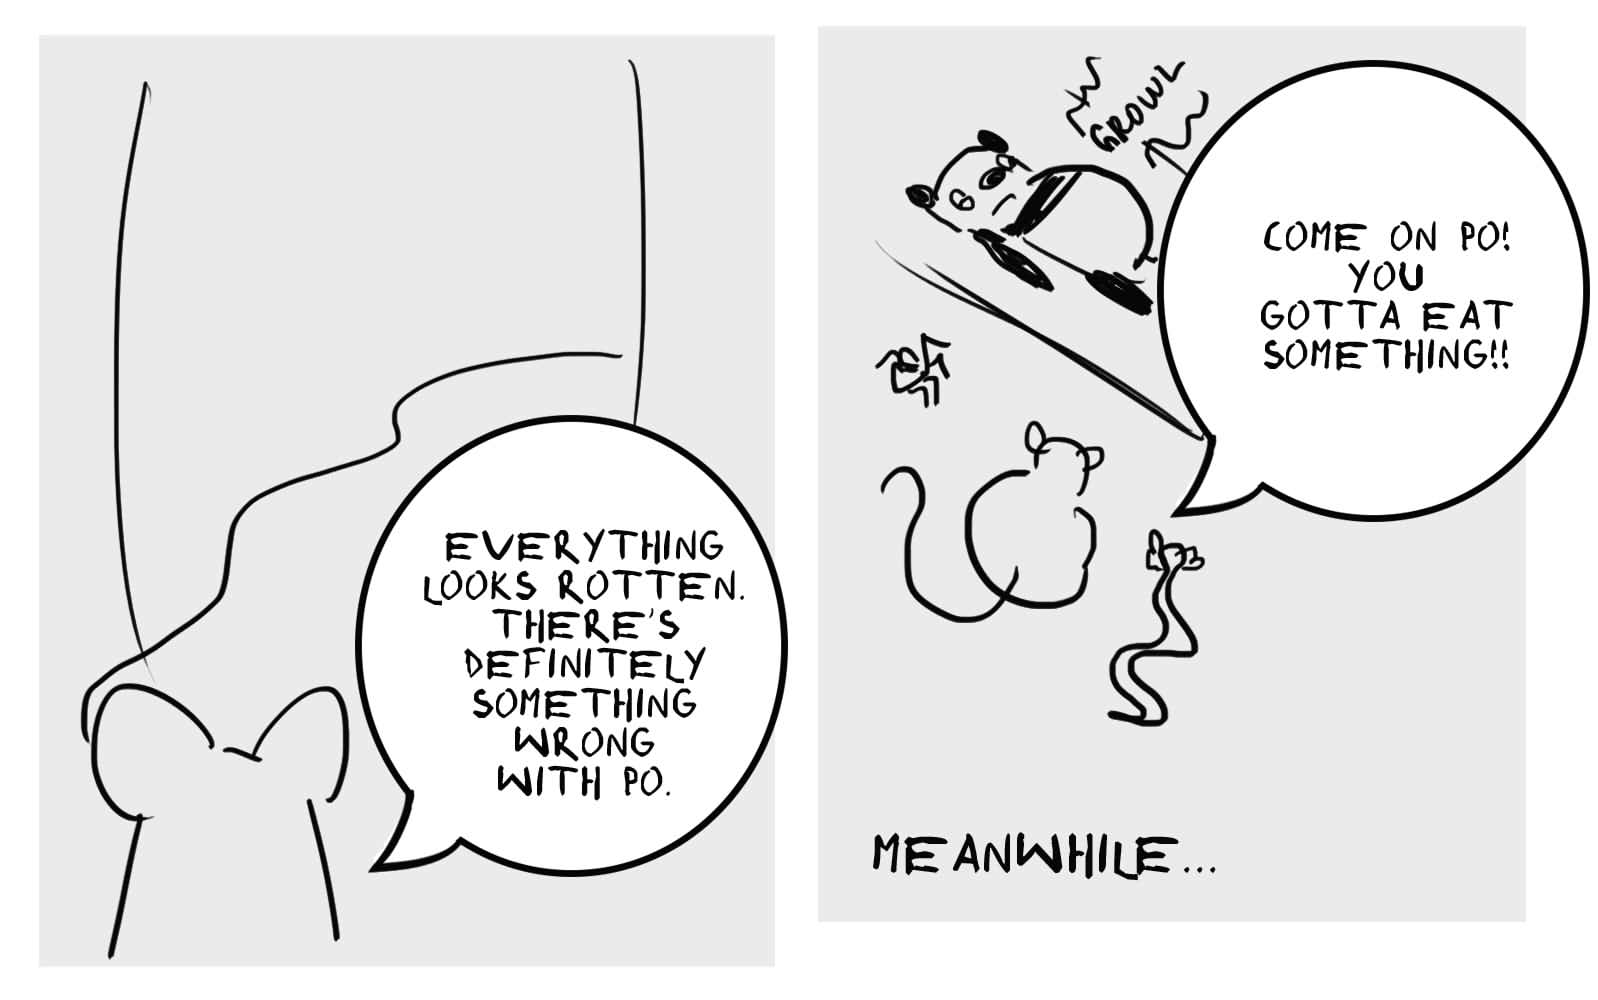 EVERYTHING
LOOKS ROTTEN.
THERE'S
DEFINITELY
SOMETHING
WRONG
WITH PO.
GROWL
COME ON PO!
YOU
GOTTA EAT
SOMETHING!!
MEANWHILE...